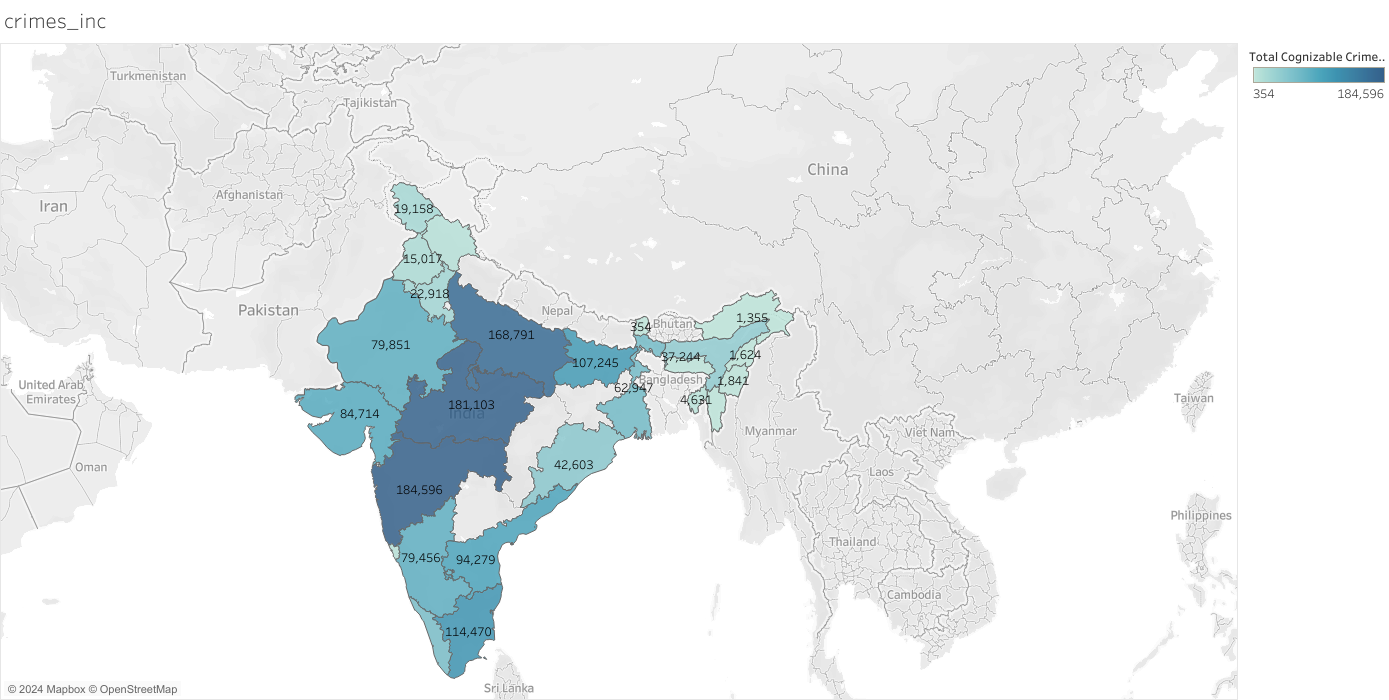 crimes_inc
Total Cognizable Crime..
354
184,596
Turkmenistan
Tajikistan
China
Afghanistan
Iran
19,158
15,017
22,918
Pakistan
Nepal
Bhutan
354
1,355
168,791
79,851
107,245
37,244
1,624
1,841
Bangladesh
62,947
4,631
United Arab
Emirates
Taiwan
84,714
181,103
India
Myanmar
Viet Nam
Oman
42,603
Laos
184,596
Philippines
Thailand
79,456
94,279
Cambodia
114,470
Sri Lanka
© 2024 Mapbox © OpenStreetMap